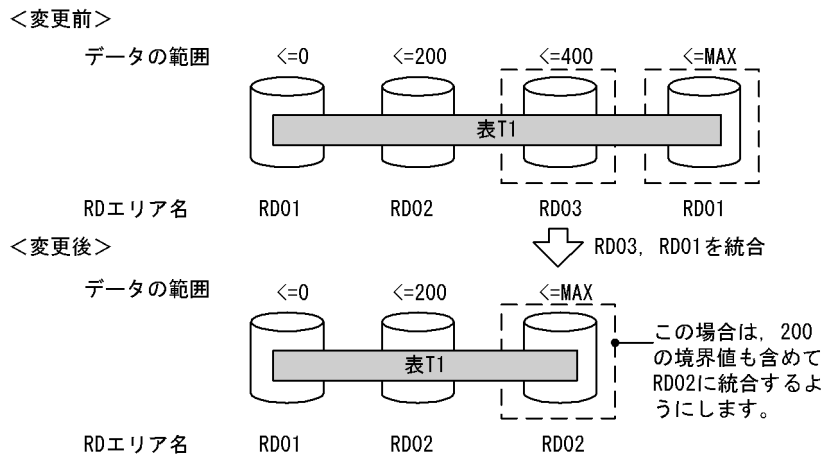 ＜変更前＞
データの範囲 <=0 <=200 <=400 <=MAX
表T1
RDエリア名 RD01 RD02 RD03 RD01
＜変更後＞
RD03，RD01を統合
データの範囲 <=0 <=200 <=MAX
表T1
この場合は，200
の境界値も含めて
RD02に統合するよ
うにします。
RDエリア名 RD01 RD02 RD02